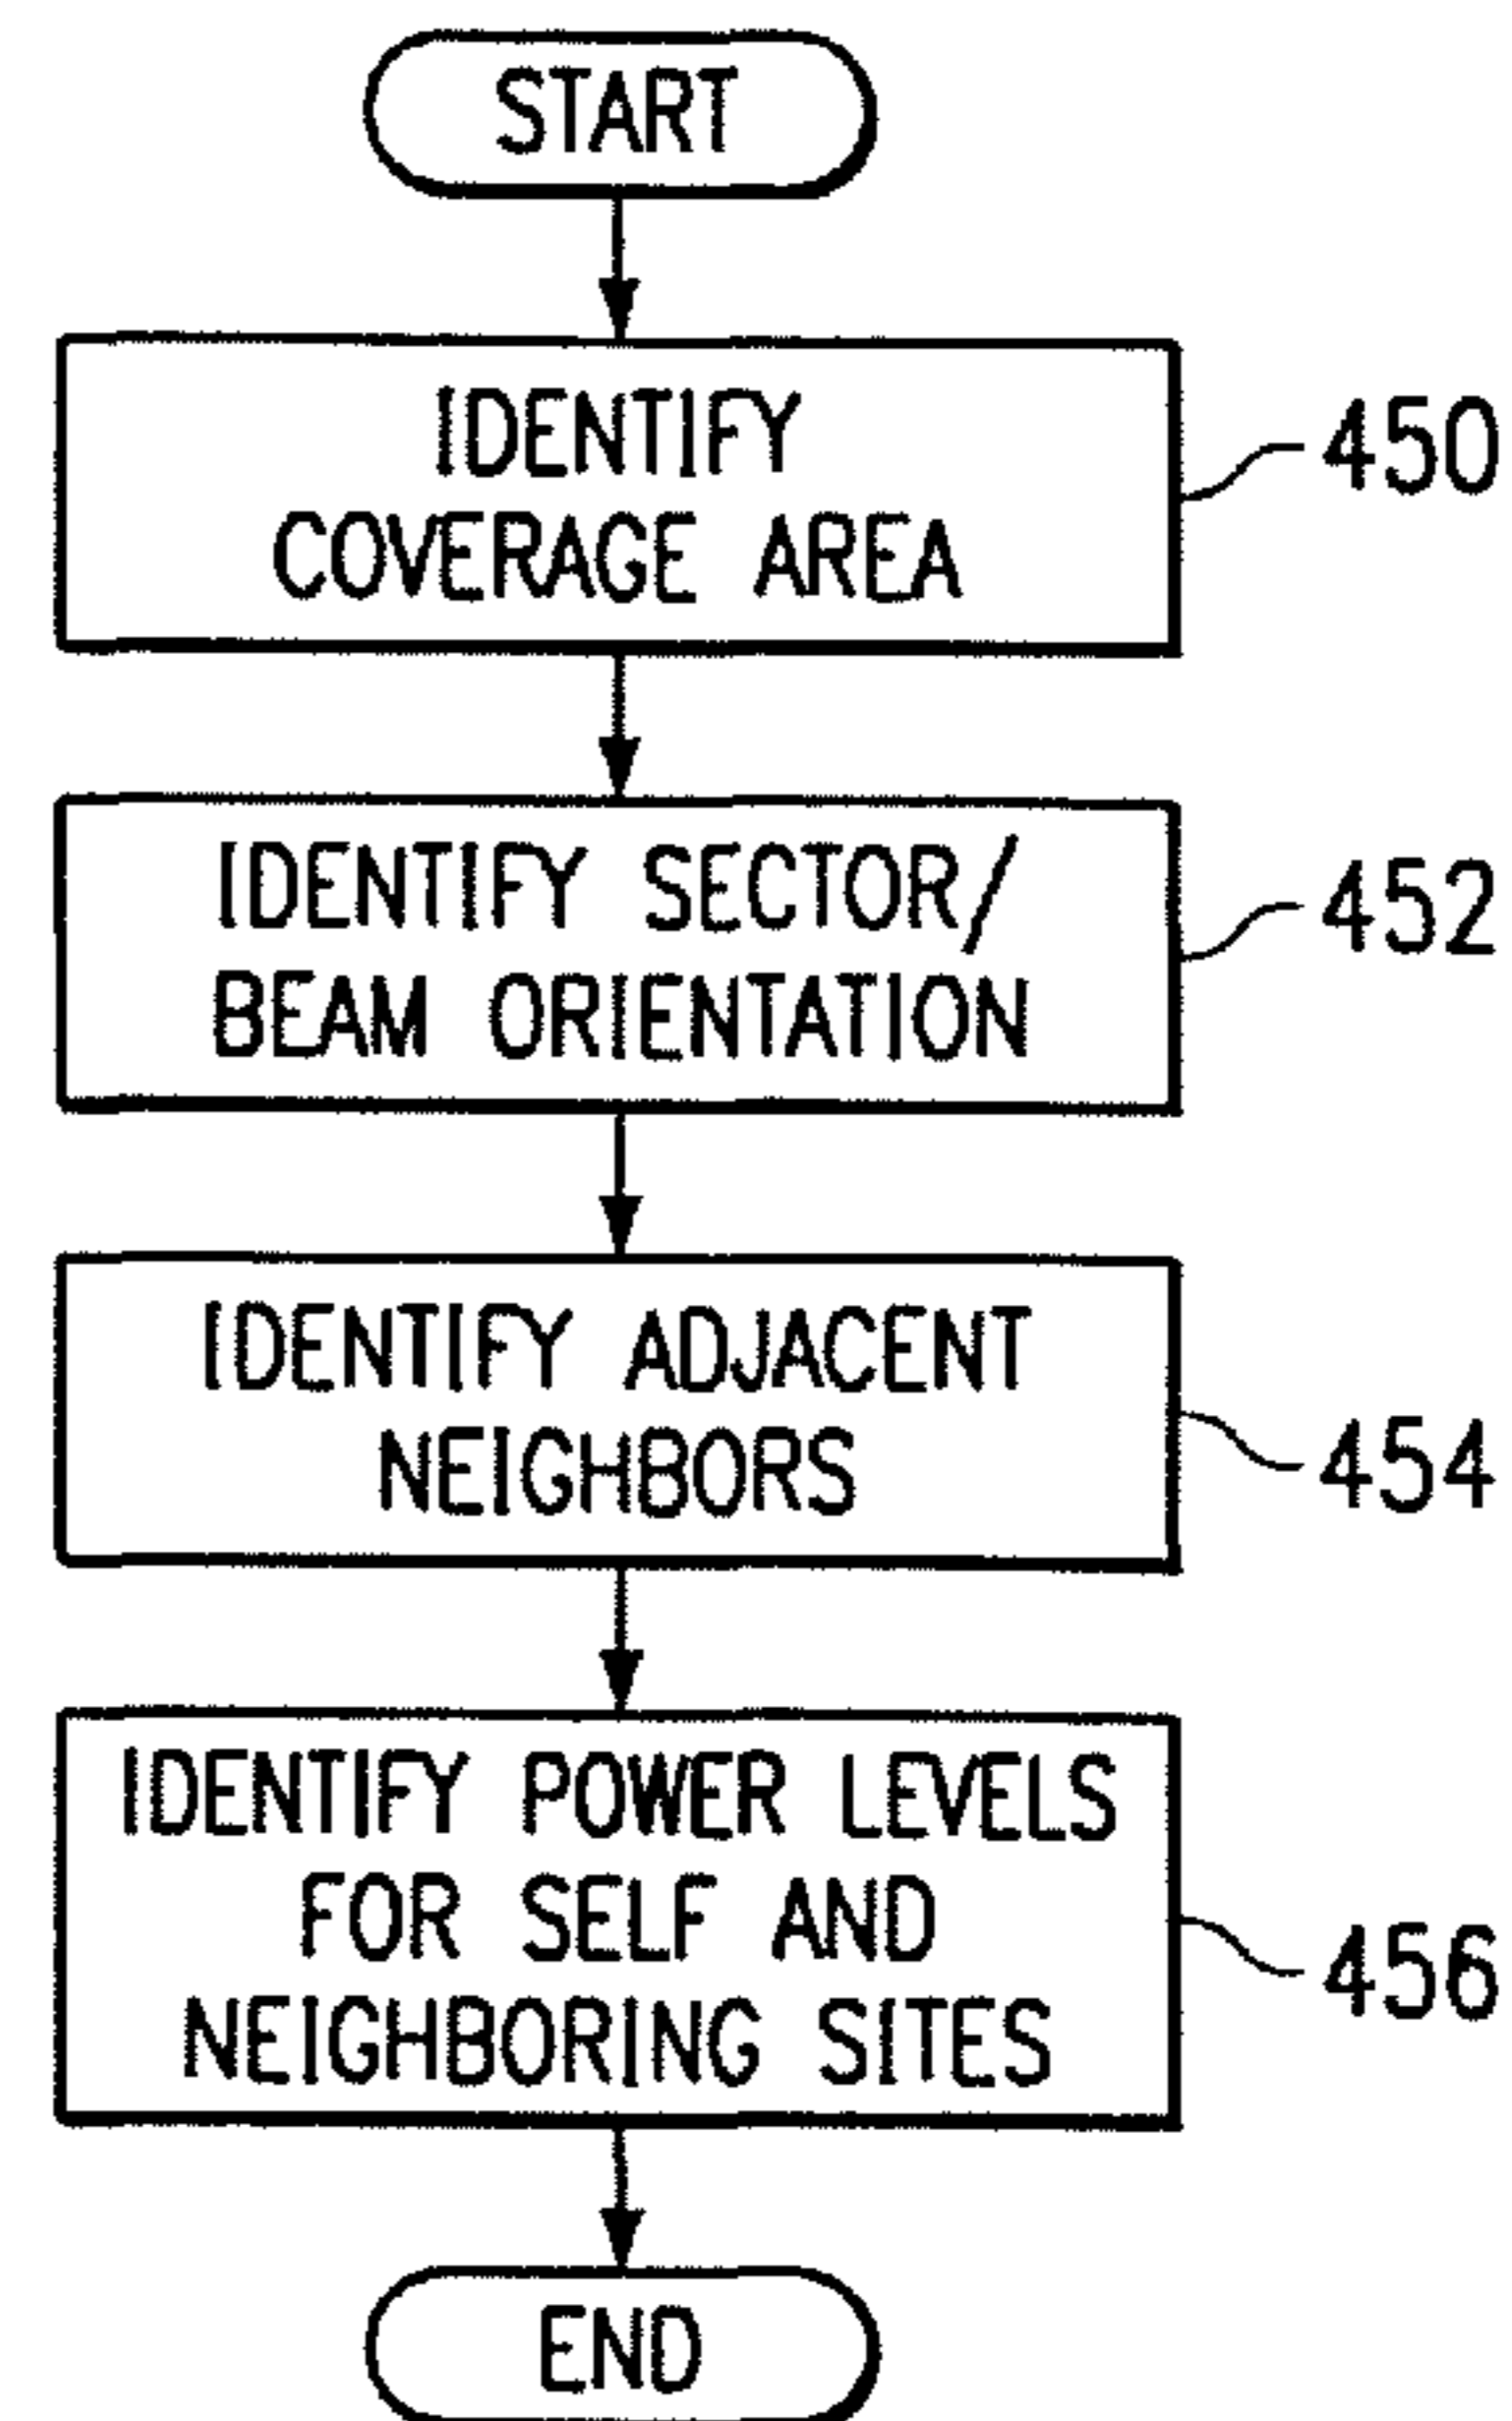 START
IDENTIFY
COVERAGE AREA
450
IDENTIFY SECTOR/
BEAM ORIENTATION
452
IDENTIFY ADJACENT
NEIGHBORS
454
IDENTIFY POWER LEVELS
FOR SELF AND
NEIGHBORING SITES
456
END